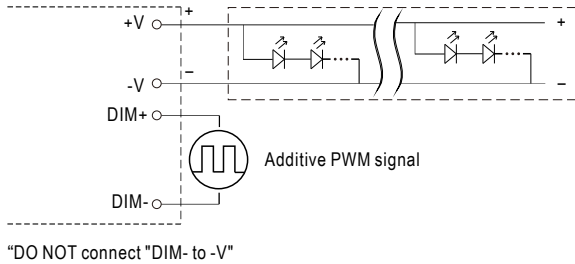 +V + +
-V − −
DIM+
Additive PWM signal
DIM-
“DO NOT connect "DIM- to -V"